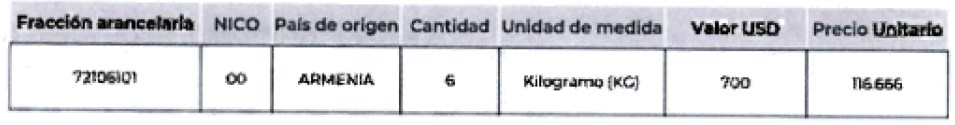 Fracción arancelaria NICO País de origen Cantidad Unidad de medida Valor USD Precio Unitario
72106101 00 ARMENIA 6 Kilogramo (KG) 700 116.666